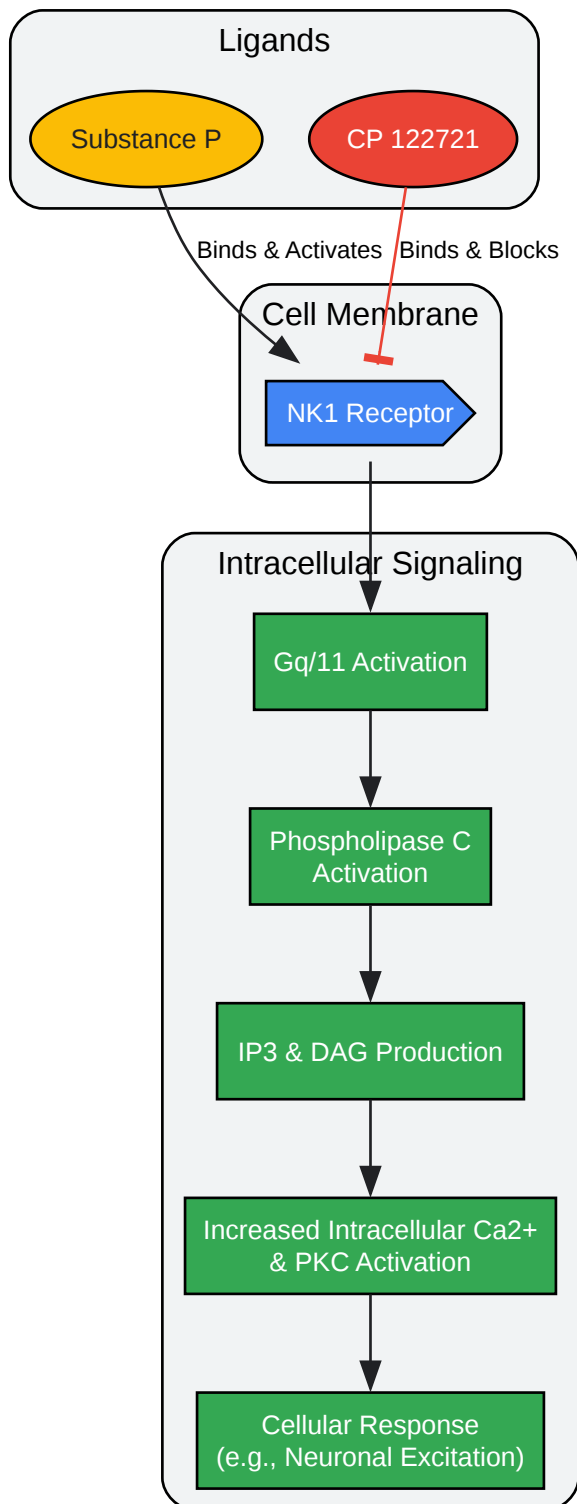 Ligands
Substance P
CP 122721
Binds & Activates
Binds & Blocks
Cell Membrane
NK1 Receptor
Intracellular Signaling
Gq/11 Activation
Phospholipase C
Activation
IP3 & DAG Production
Increased Intracellular Ca2+
& PKC Activation
Cellular Response
(e.g., Neuronal Excitation)